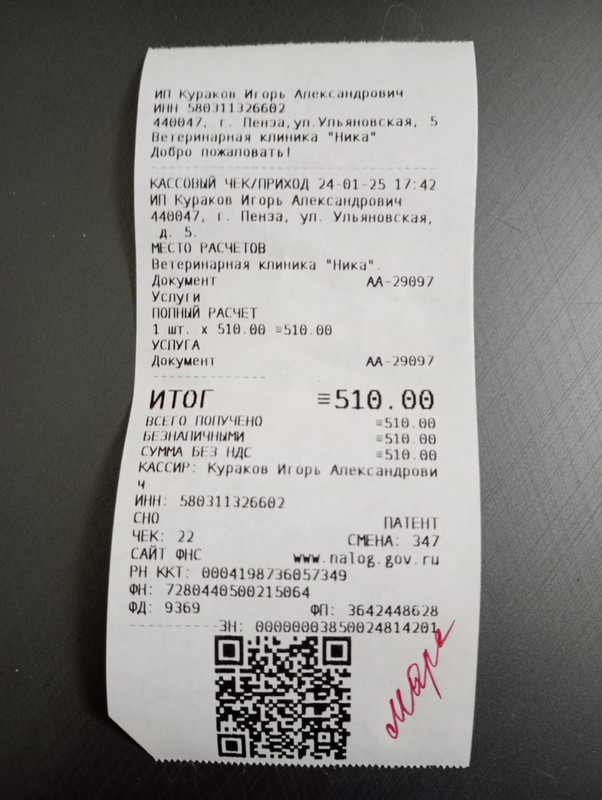 ИП Кураков Игорь Александрович
ИНН 580311326602
440047, г. Пенза,ул.Ульяновская, 5
Ветеринарная клиника "Ника"
Добро пожаловать!
КАССОВЫЙ ЧЕК/ПРИХОД 24-01-25 17:42
ИП Кураков Игорь Александрович
440047, г. Пенза, ул. Ульяновская,
д. 5.
МЕСТО РАСЧЕТОВ
Ветеринарная клиника "Ника".
Документ АА-29097
Услуги
ПОЛНЫЙ РАСЧЕТ
1 шт. x 510.00 ≡510.00
УСЛУГА
Документ АА-29097
ИТОГ ≡510.00
ВСЕГО ПОЛУЧЕНО ≡510.00
БЕЗНАЛИЧНЫМИ ≡510.00
СУММА БЕЗ НДС ≡510.00
КАССИР: Кураков Игорь Александрови
ч
ИНН: 580311326602
СНО ПАТЕНТ
ЧЕК: 22 СМЕНА: 347
САЙТ ФНС www.nalog.gov.ru
РН ККТ: 0004198736057349
ФН: 7280440500215064
ФД: 9369 ФП: 3642448628
ЗН: 00000003850024814201